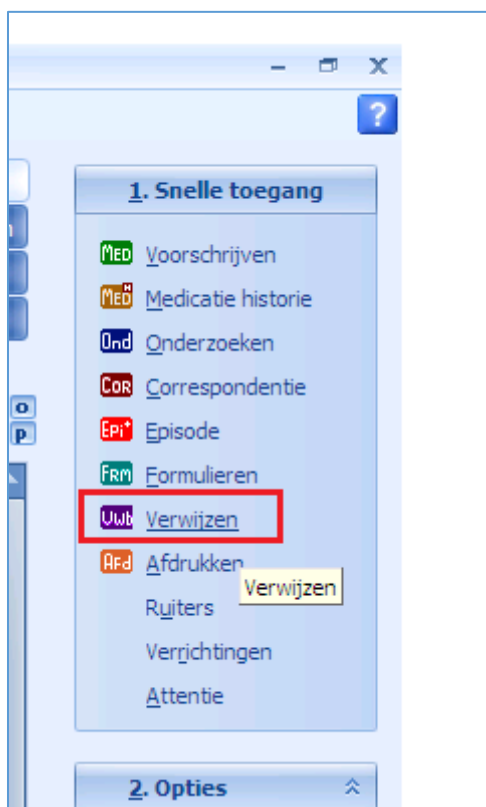 ?
1. Snelle toegang
MED Voorschrijven
MED H Medicatie historie
Ond Onderzoeken
COR Correspondentie
o
EPi+ Episode
p
FRM Formulieren
Vwb Verwijzen
Afd Afdrukken
Verwijzen
Ruiters
Verrichtingen
Attentie
2. Opties